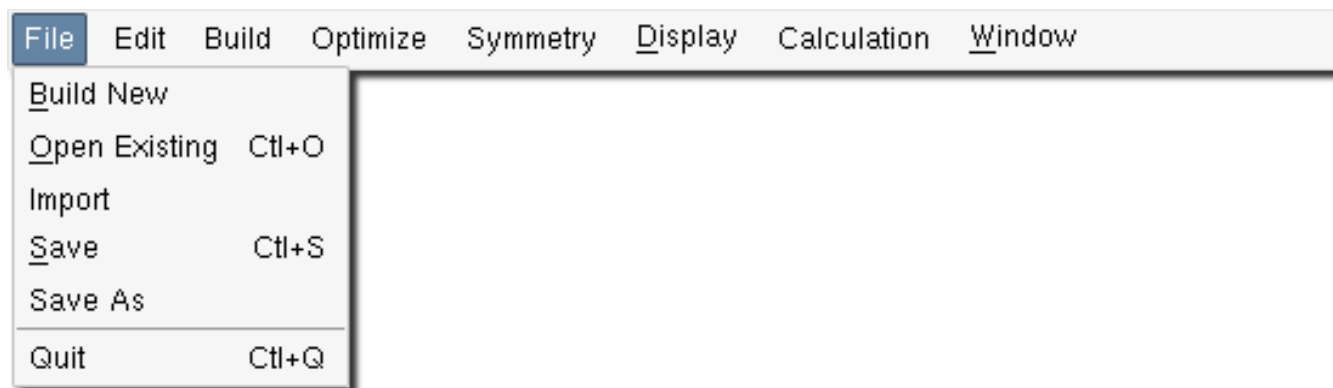 File Edit Build Optimize Symmetry Display Calculation Window
Build New
Open Existing Ctl+O
Import
Save Ctl+S
Save As
Quit Ctl+Q